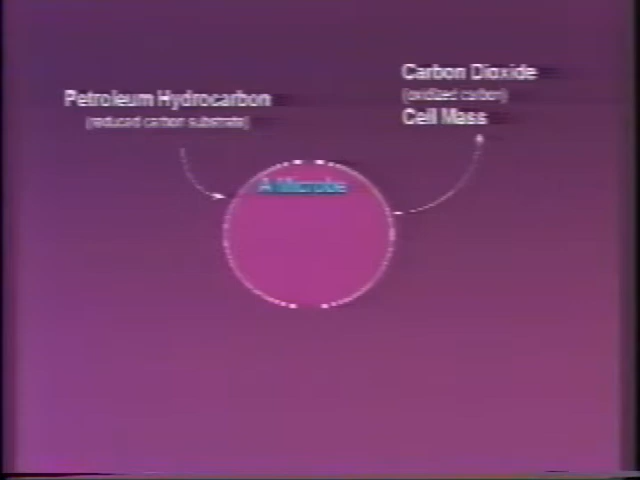 Petroleum Hydrocarbon
(reduced carbon substrate)
Carbon Dioxide
(oxidized carbon)
Cell Mass
A Microbe